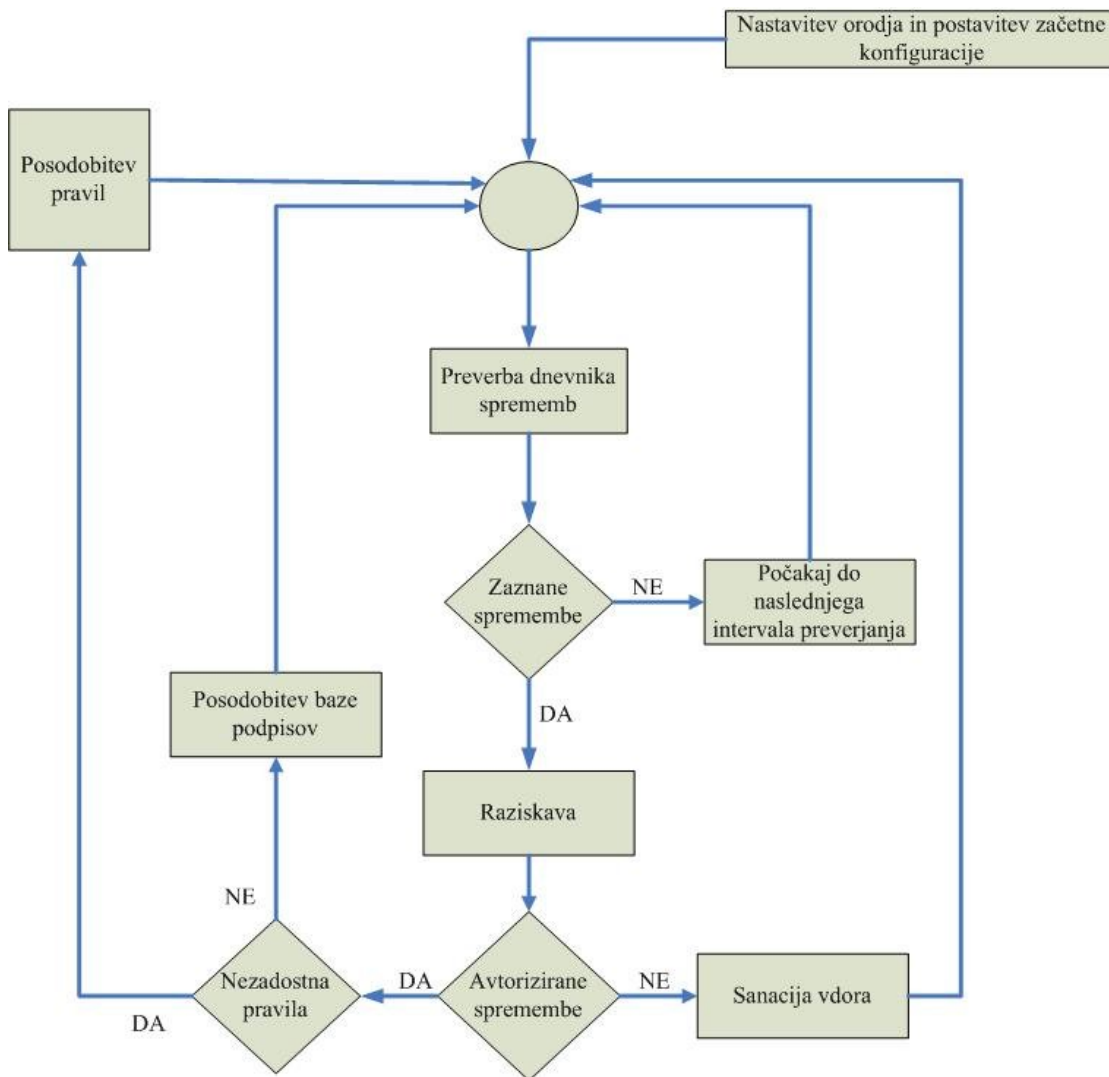 Nastavitev orodja in postavitev začetne
konfiguracije
Posodobitev
pravil
Preverba dnevnika
sprememb
Zaznane
spremembe
NE
Počakaj do
naslednjega
intervala preverjanja
DA
Posodobitev baze
podpisov
Raziskava
NE
Nezadostna
pravila
DA
DA
Avtorizirane
spremembe
NE
Sanacija vdora